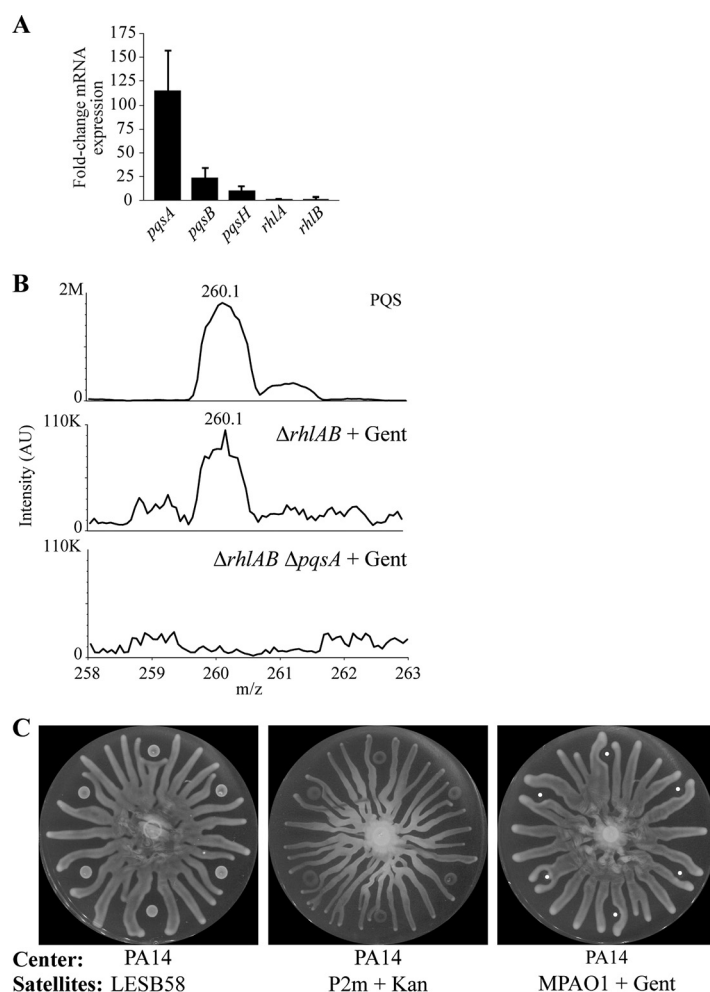 A
Fold-change mRNA
expression
175
150
125
100
75
50
25
0
pqsA
pqsB
pqsH
rhlA
rhlB
B
Intensity (AU)
2M
0
260.1
PQS
110K
0
260.1
ΔrhlAB + Gent
110K
0
ΔrhlAB ΔpqsA + Gent
258 259 260 261 262 263
m/z
C
Center: PA14 PA14 PA14
Satellites: LESB58 P2m + Kan MPAO1 + Gent